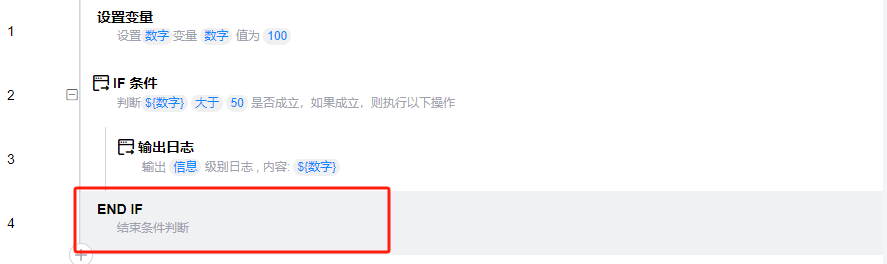 1
设置变量
设置 数字 变量 数字 值为 100
2
IF 条件
判断 ${数字} 大于 50 是否成立，如果成立，则执行以下操作
3
输出日志
输出 信息 级别日志 , 内容: ${数字}
4
END IF
结束条件判断